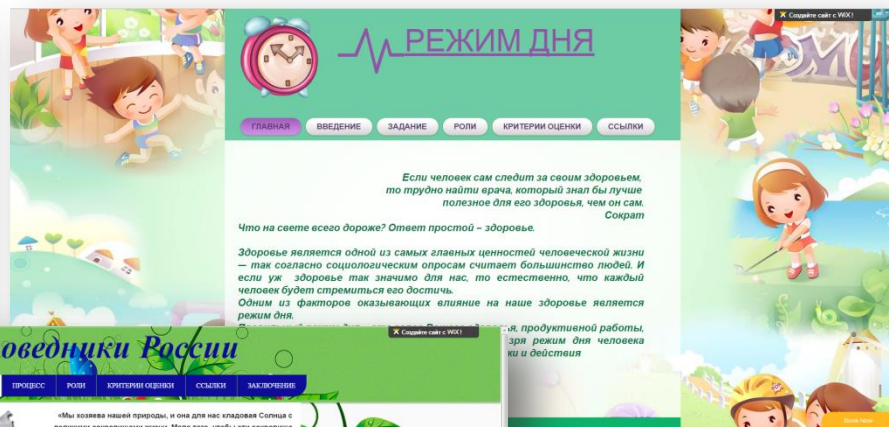 Создайте сайт с WIX!
РЕЖИМ ДНЯ
ГЛАВНАЯ
ВВЕДЕНИЕ
ЗАДАНИЕ
РОЛИ
КРИТЕРИИ ОЦЕНКИ
ССЫЛКИ
Если человек сам следит за своим здоровьем,
то трудно найти врача, который знал бы лучше
полезное для его здоровья, чем он сам.
Сократ
Что на свете всего дороже? Ответ простой – здоровье.
Здоровье является одной из самых главных ценностей человеческой жизни
— так согласно социологическим опросам считает большинство людей. И
если уж здоровье так значимо для нас, то естественно, что каждый
человек будет стремиться его достичь.
Одним из факторов оказывающих влияние на наше здоровье является
режим дня.
продуктивной работы,
режим дня человека
и действия
Создайте сайт с WIX!
России
ПРОЦЕСС
РОЛИ
КРИТЕРИИ ОЦЕНКИ
ССЫЛКИ
ЗАКЛЮЧЕНИЕ
«Мы хозяева нашей природы, и она для нас кладовая Солнца с
Book Now